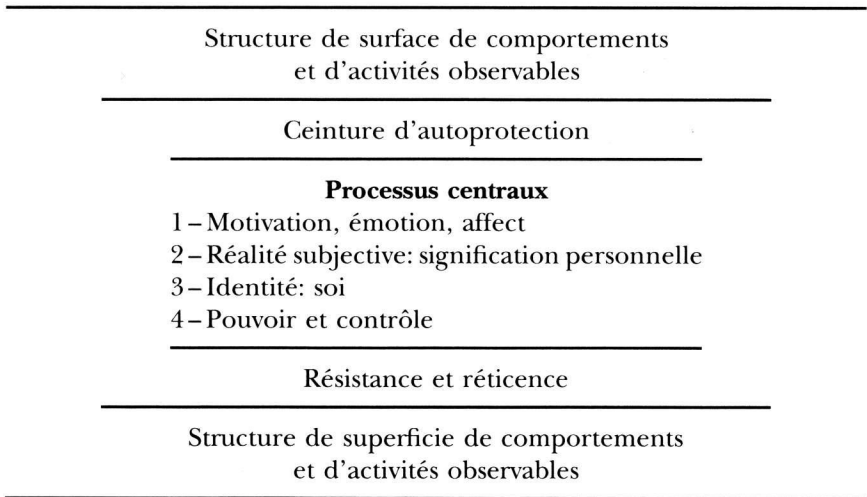 Structure de surface de comportements
et d'activités observables
Ceinture d'autoprotection
Processus centraux
1 – Motivation, émotion, affect
2 – Réalité subjective: signification personnelle
3 – Identité: soi
4 – Pouvoir et contrôle
Résistance et réticence
Structure de superficie de comportements
et d'activités observables